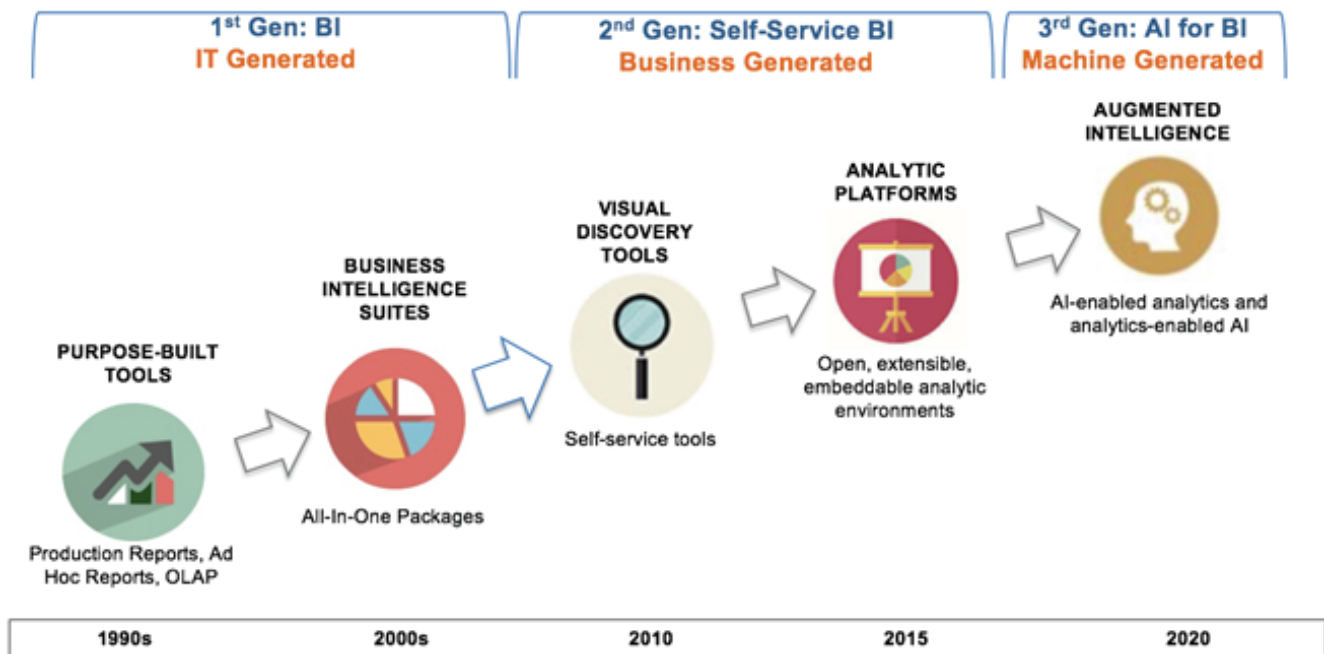 1st Gen: BI
IT Generated
2nd Gen: Self-Service BI
Business Generated
3rd Gen: AI for BI
Machine Generated
PURPOSE-BUILT
TOOLS
Production Reports, Ad
Hoc Reports, OLAP
BUSINESS
INTELLIGENCE
SUITES
All-In-One Packages
VISUAL
DISCOVERY
TOOLS
Self-service tools
ANALYTIC
PLATFORMS
Open, extensible,
embeddable analytic
environments
AUGMENTED
INTELLIGENCE
AI-enabled analytics and
analytics-enabled AI
1990s
2000s
2010
2015
2020